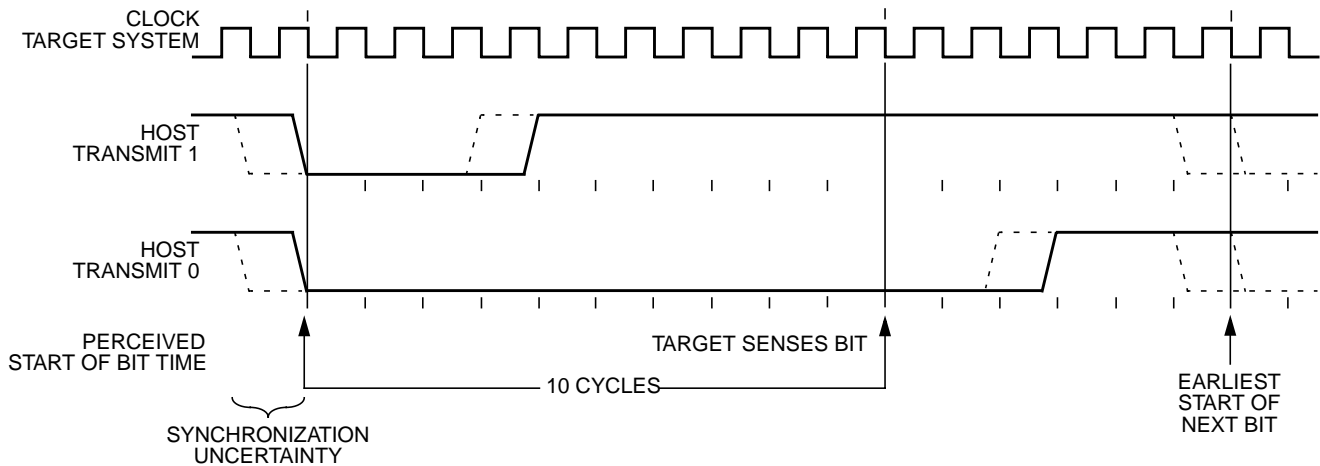 CLOCK
TARGET SYSTEM
HOST
TRANSMIT 1
HOST
TRANSMIT 0
PERCEIVED
START OF BIT TIME
TARGET SENSES BIT
10 CYCLES
EARLIEST
START OF
NEXT BIT
SYNCHRONIZATION
UNCERTAINTY